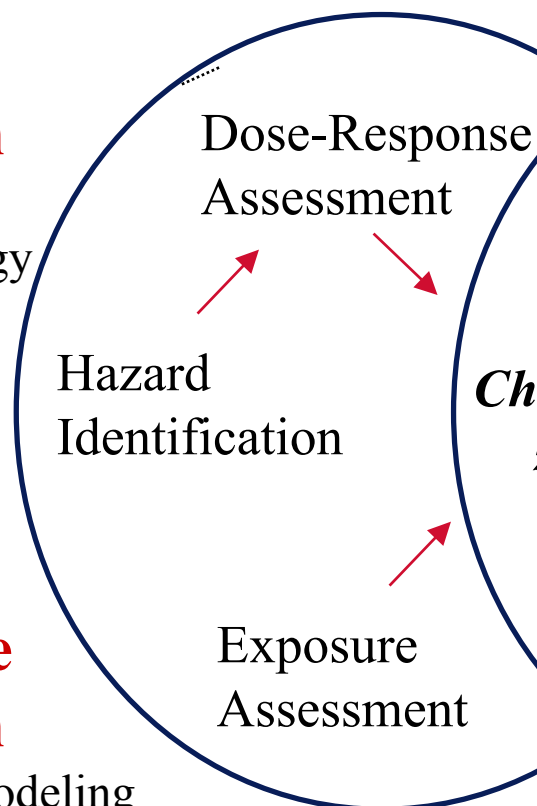 Dose-Response
Assessment
Hazard
Identification
Exposure
Assessment